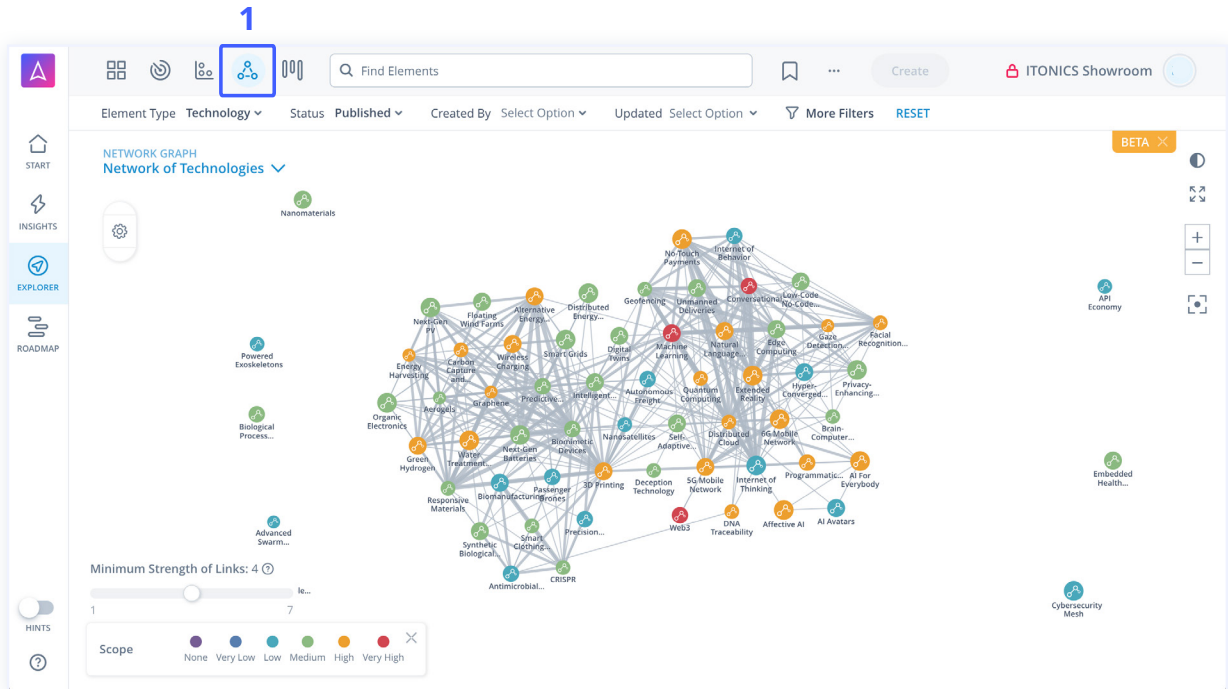 1
Find Elements
Create
ITONICS Showroom
Element Type Technology
Status Published
Created By Select Option
Updated Select Option
More Filters
RESET
START
INSIGHTS
EXPLORER
ROADMAP
HINTS
NETWORK GRAPH
Network of Technologies
BETA
Nanomaterials
No-Touch
Payments
Internet of
Behavior
Geofencing
Unmanned
Deliveries
Conversational
Low-Code
No-Code...
API
Economy
Next-Gen
PV
Floating
Wind Farms
Alternative
Energy...
Distributed
Energy...
Powered
Exoskeletons
Energy
Harvesting
Carbon
Capture
and...
Wireless
Charging
Smart Grids
Digital
Twins
Machine
Learning
Natural
Language...
Edge
Computing
Gaze
Detection...
Facial
Recognition...
Biological
Process...
Organic
Electronics
Aerogels
Graphene
Predictive...
Intelligent...
Autonomous
Freight
Quantum
Computing
Extended
Reality
Hyper-
Converged...
Privacy-
Enhancing...
Green
Hydrogen
Water
Treatment...
Next-Gen
Batteries
Biomimetic
Devices
Nanosatellites
Self-
Adaptive...
Distributed
Cloud
6G Mobile
Network
Brain-
Computer...
Responsive
Materials
Biomanufacturing
Passenger
Drones
3D Printing
Deception
Technology
5G Mobile
Network
Internet of
Thinking
Programmatic...
AI For
Everybody
Embedded
Health...
Advanced
Swarm...
Synthetic
Biological...
Smart
Clothing...
Precision...
Web3
DNA
Traceability
Affective AI
AI Avatars
Antimicrobial...
CRISPR
Cybersecurity
Mesh
Minimum Strength of Links: 4
le...
1
7
Scope
None
Very Low
Low
Medium
High
Very High